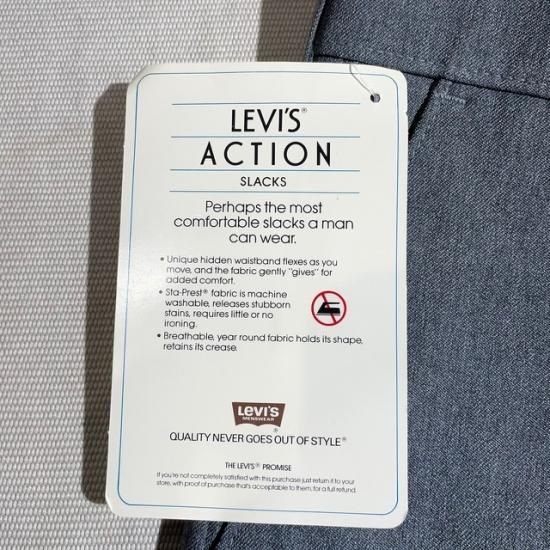 LEVI'S®
ACTION
SLACKS
Perhaps the most
comfortable slacks a man
can wear.
• Unique hidden waistband flexes as you
move, and the fabric gently "gives" for
added comfort.
• Sta-Prest® fabric is machine
washable, releases stubborn
stains, requires little or no
ironing.
• Breathable, year round fabric holds its shape,
retains its crease.
LEVI'S
MENSWEAR
QUALITY NEVER GOES OUT OF STYLE®
THE LEVI'S® PROMISE
If you're not completely satisfied with this purchase just return it to your
store, with proof of purchase that's acceptable to them, for a full refund.